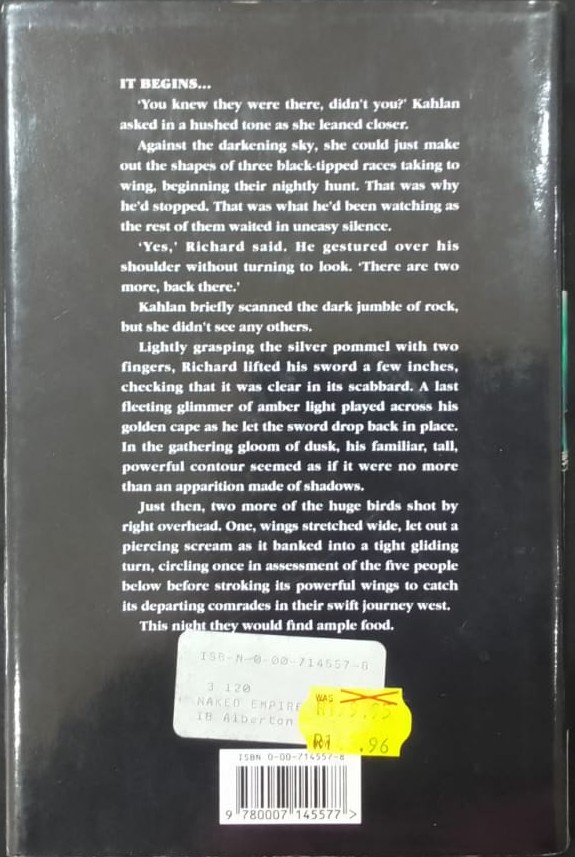 IT BEGINS...
'You knew they were there, didn't you?' Kahlan
asked in a hushed tone as she leaned closer.
Against the darkening sky, she could just make
out the shapes of three black-tipped races taking to
wing, beginning their nightly hunt. That was why
he'd stopped. That was what he'd been watching as
the rest of them waited in uneasy silence.
'Yes,' Richard said. He gestured over his
shoulder without turning to look. 'There are two
more, back there.'
Kahlan briefly scanned the dark jumble of rock,
but she didn't see any others.
Lightly grasping the silver pommel with two
fingers, Richard lifted his sword a few inches,
checking that it was clear in its scabbard. A last
fleeting glimmer of amber light played across his
golden cape as he let the sword drop back in place.
In the gathering gloom of dusk, his familiar, tall,
powerful contour seemed as if it were no more
than an apparition made of shadows.
Just then, two more of the huge birds shot by
right overhead. One, wings stretched wide, let out a
piercing scream as it banked into a tight gliding
turn, circling once in assessment of the five people
below before stroking its powerful wings to catch
its departing comrades in their swift journey west.
This night they would find ample food.
ISB-N-0-00-714557-8
3 120
NAKED EMPIRE
18 Alberton
WAS
.96
ISBN 0-00-714557-8
9 780007 145577 >